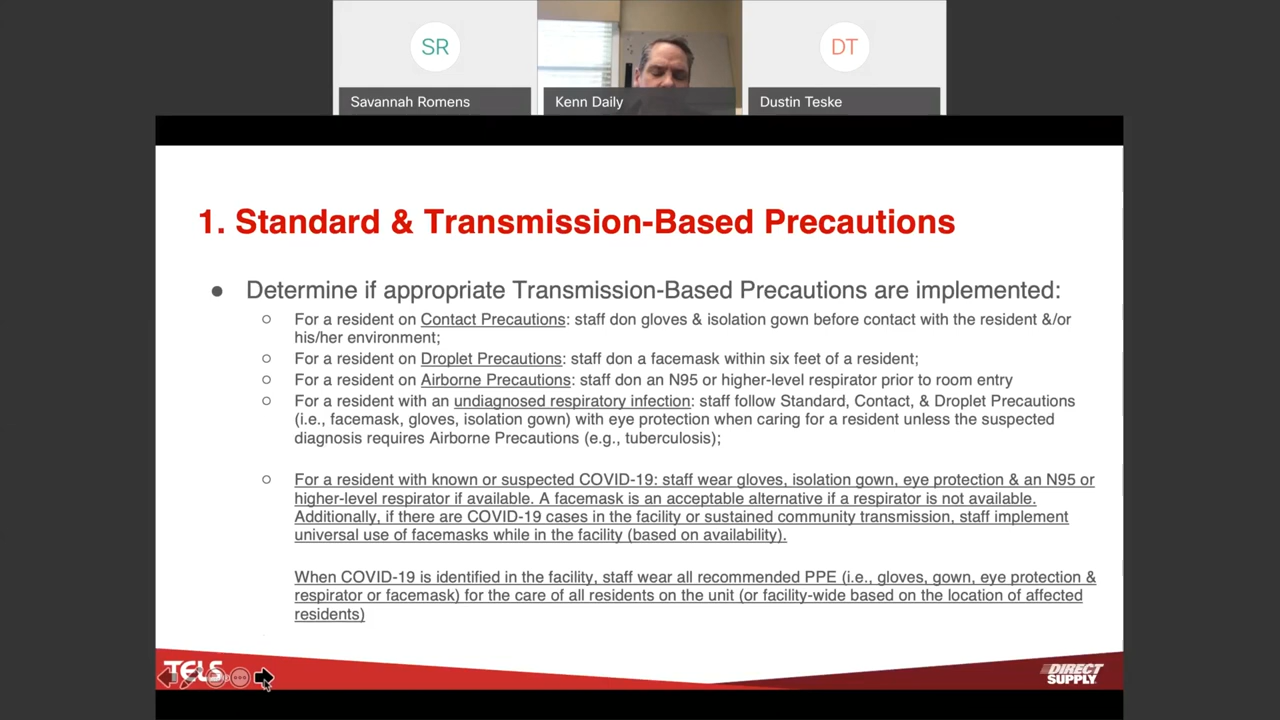 SR
DT
Savannah Romens
Kenn Daily
Dustin Teske
1. Standard & Transmission-Based Precautions
● Determine if appropriate Transmission-Based Precautions are implemented:
○ For a resident on Contact Precautions: staff don gloves & isolation gown before contact with the resident &/or
his/her environment;
○ For a resident on Droplet Precautions: staff don a facemask within six feet of a resident;
○ For a resident on Airborne Precautions: staff don an N95 or higher-level respirator prior to room entry
○ For a resident with an undiagnosed respiratory infection: staff follow Standard, Contact, & Droplet Precautions
(i.e., facemask, gloves, isolation gown) with eye protection when caring for a resident unless the suspected
diagnosis requires Airborne Precautions (e.g., tuberculosis);
○ For a resident with known or suspected COVID-19: staff wear gloves, isolation gown, eye protection & an N95 or
higher-level respirator if available. A facemask is an acceptable alternative if a respirator is not available.
Additionally, if there are COVID-19 cases in the facility or sustained community transmission, staff implement
universal use of facemasks while in the facility (based on availability).
When COVID-19 is identified in the facility, staff wear all recommended PPE (i.e., gloves, gown, eye protection &
respirator or facemask) for the care of all residents on the unit (or facility-wide based on the location of affected
residents)
TELS
DIRECT
SUPPLY